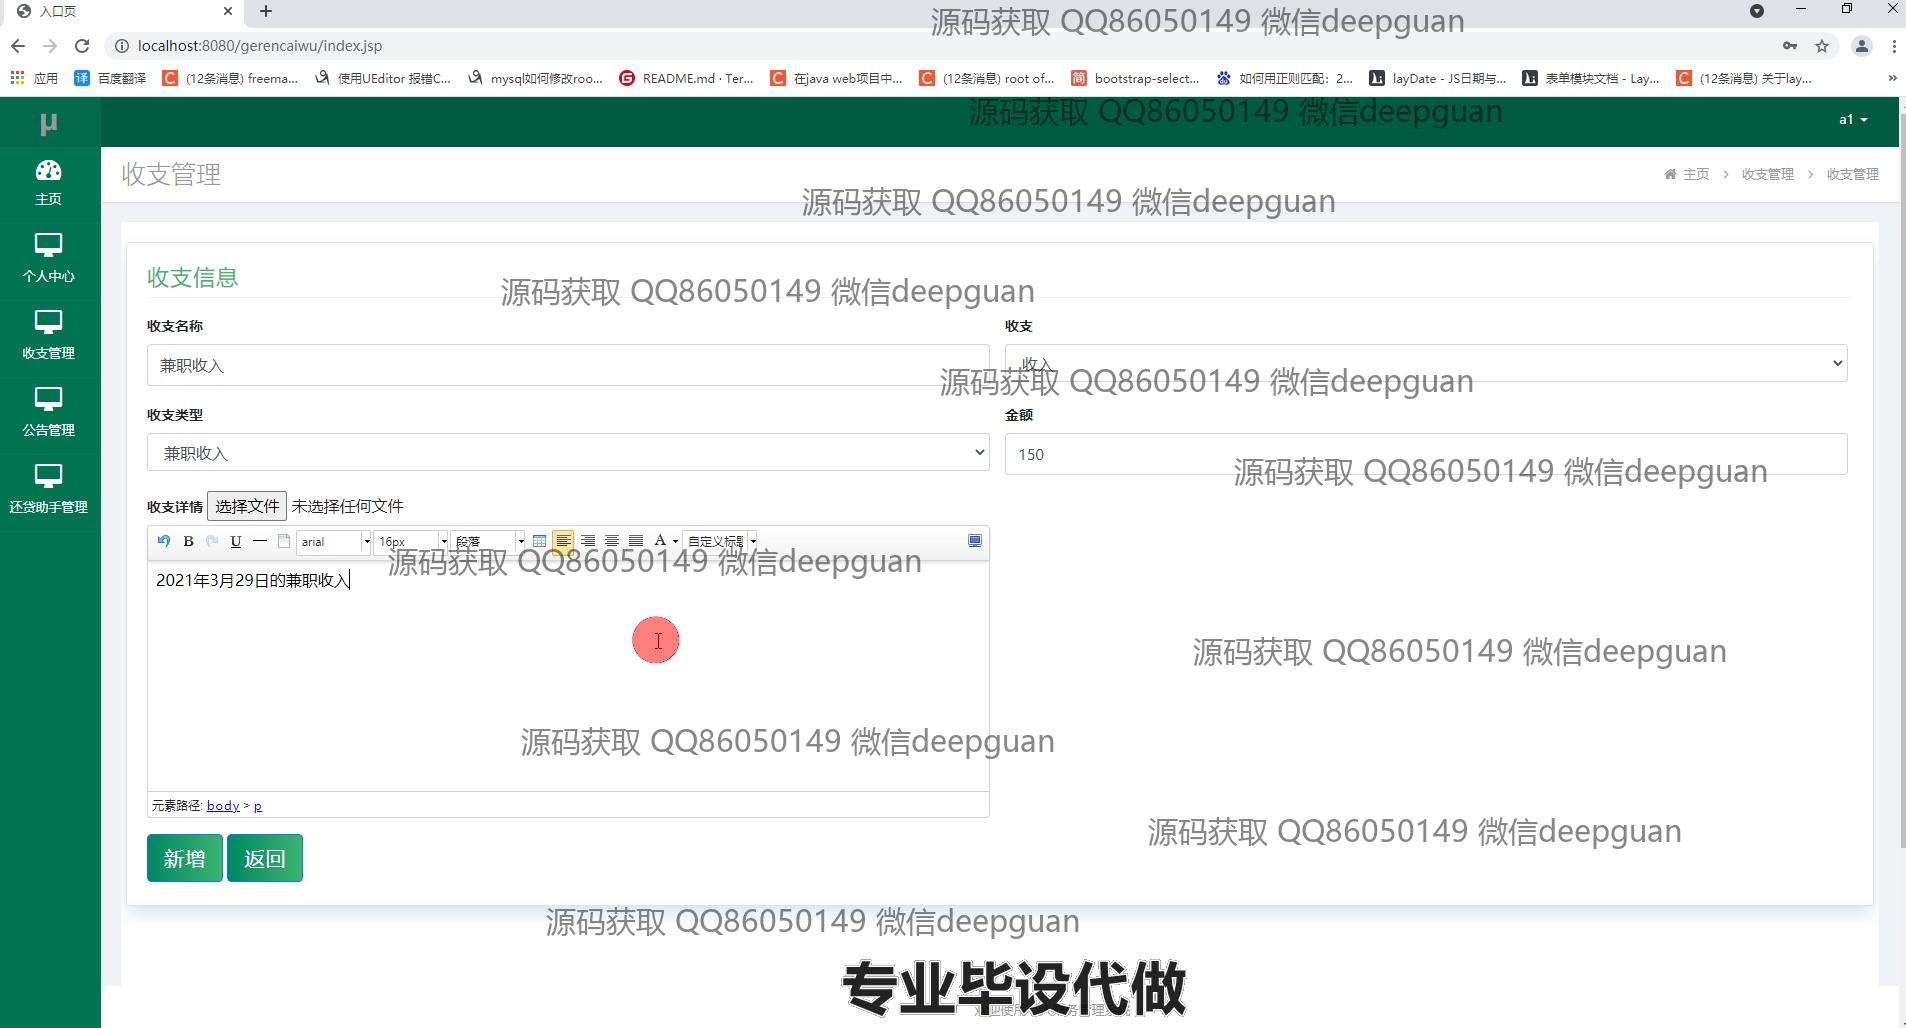 入口页
源码获取 QQ86050149 微信deepguan
localhost:8080/gerencaiwu/index.jsp
应用 百度翻译 (12条消息) freema... 使用UEditor 报错C... mysql如何修改roo... README.md · Ter... 在java web项目中... (12条消息) root of... bootstrap-select... 如何用正则匹配：2... layDate - JS日期与... 表单模块文档 - Lay... (12条消息) 关于lay... »
μ
源码获取 QQ86050149 微信deepguan
a1
主页
收支管理
主页 > 收支管理 > 收支管理
源码获取 QQ86050149 微信deepguan
个人中心
收支信息
源码获取 QQ86050149 微信deepguan
收支名称
收支
收支管理
兼职收入
收入
源码获取 QQ86050149 微信deepguan
收支类型
金额
公告管理
兼职收入
150
源码获取 QQ86050149 微信deepguan
还贷助手管理
收支详情 选择文件 未选择任何文件
B U arial 16px 段落 A 自定义标题
源码获取 QQ86050149 微信deepguan
2021年3月29日的兼职收入
源码获取 QQ86050149 微信deepguan
源码获取 QQ86050149 微信deepguan
元素路径: body > p
源码获取 QQ86050149 微信deepguan
新增 返回
源码获取 QQ86050149 微信deepguan
专业毕设代做